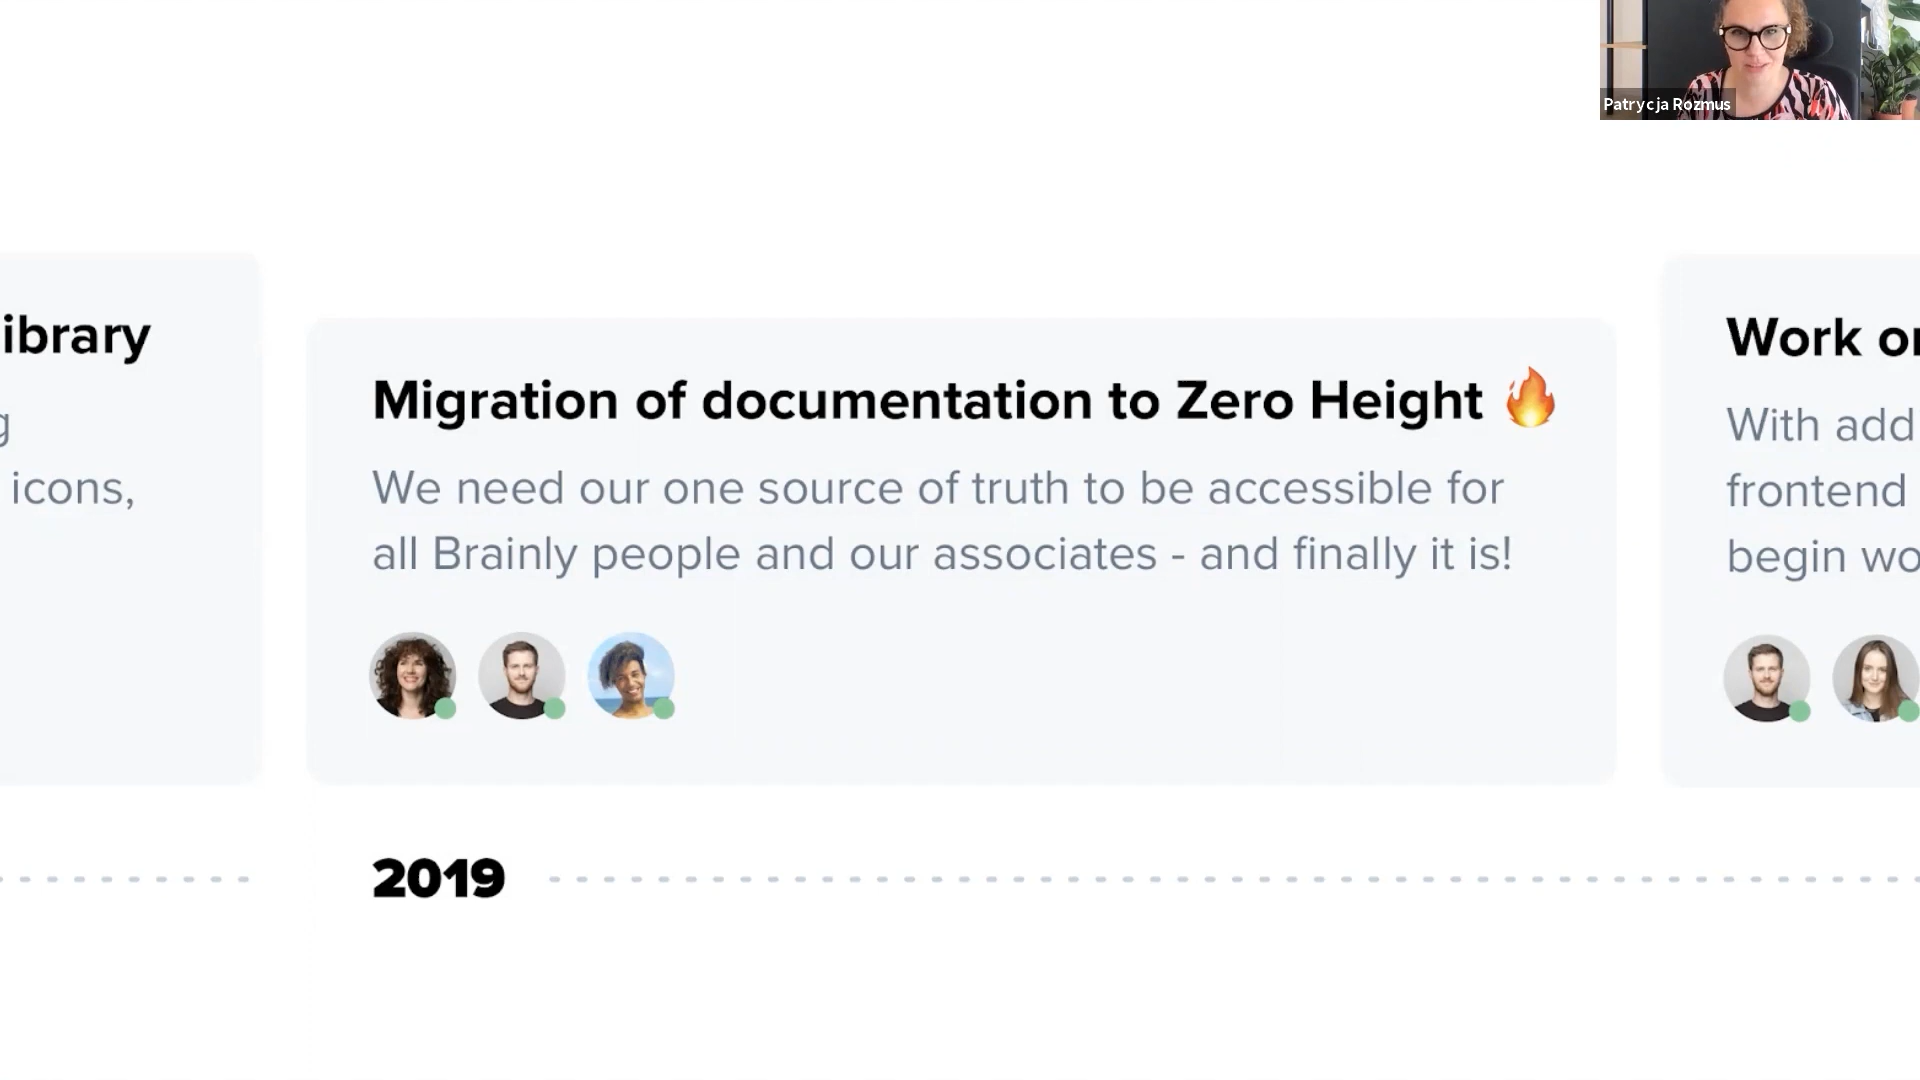 Patrycja Rozmus
ibrary
icons,
Migration of documentation to Zero Height 🔥
We need our one source of truth to be accessible for
all Brainly people and our associates - and finally it is!
Work
With add
frontend
begin wo
2019